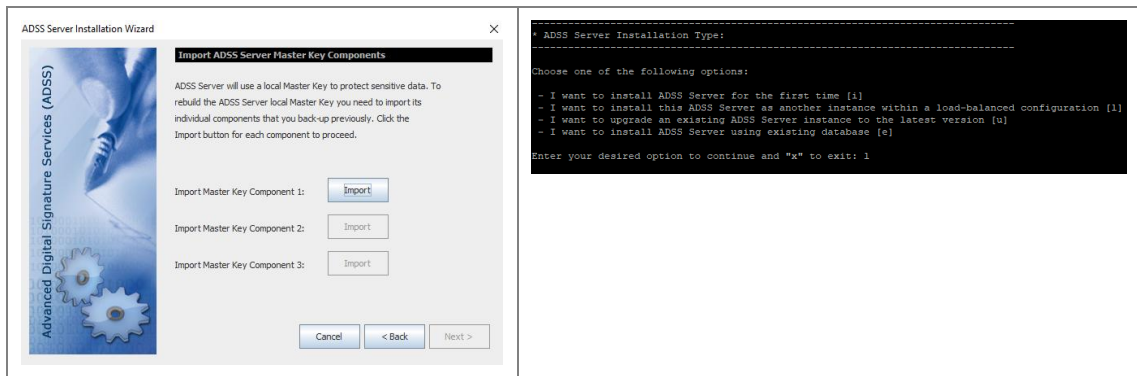 ADSS Server Installation Wizard
Advanced Digital Signature Services (ADSS)
Import ADSS Server Master Key Components
ADSS Server will use a local Master Key to protect sensitive data. To
rebuild the ADSS Server local Master Key you need to import its
individual components that you back-up previously. Click the
Import button for each component to proceed.
Import Master Key Component 1: Import
Import Master Key Component 2: Import
Import Master Key Component 3: Import
Cancel < Back Next >
* ADSS Server Installation Type:
Choose one of the following options:
- I want to install ADSS Server for the first time [i]
- I want to install this ADSS Server as another instance within a load-balanced configuration [l]
- I want to upgrade an existing ADSS Server instance to the latest version [u]
- I want to install ADSS Server using existing database [e]
Enter your desired option to continue and "x" to exit: l